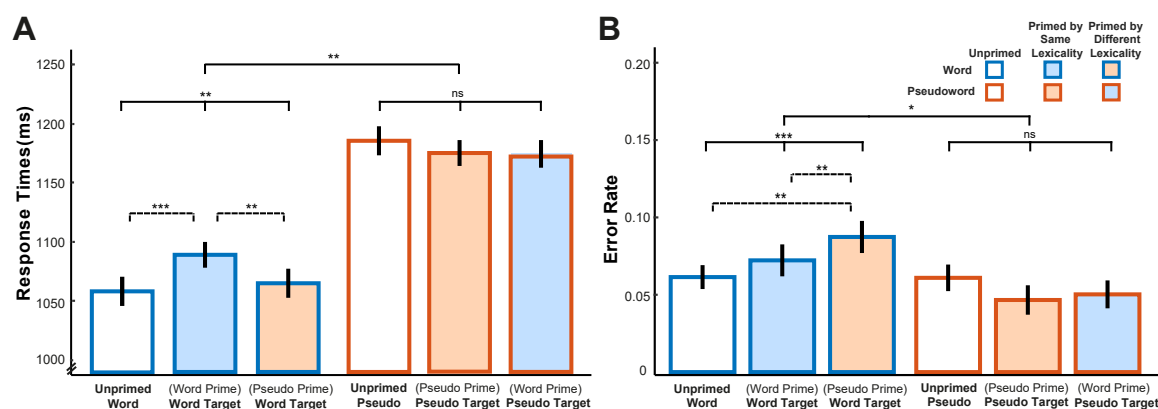 A
Response Times(ms)
1250
1200
1150
1100
1050
1000
**
**
ns
***
**
Unprimed
Word
(Word Prime)
Word Target
(Pseudo Prime)
Word Target
Unprimed
Pseudo
(Pseudo Prime)
Pseudo Target
(Word Prime)
Pseudo Target
B
Error Rate
0.20
0.15
0.10
0.05
0
Unprimed
Primed by
Same
Lexicality
Primed by
Different
Lexicality
Word
Pseudoword
*
***
ns
**
**
Unprimed
Word
(Word Prime)
Word Target
(Pseudo Prime)
Word Target
Unprimed
Pseudo
(Pseudo Prime)
Pseudo Target
(Word Prime)
Pseudo Target